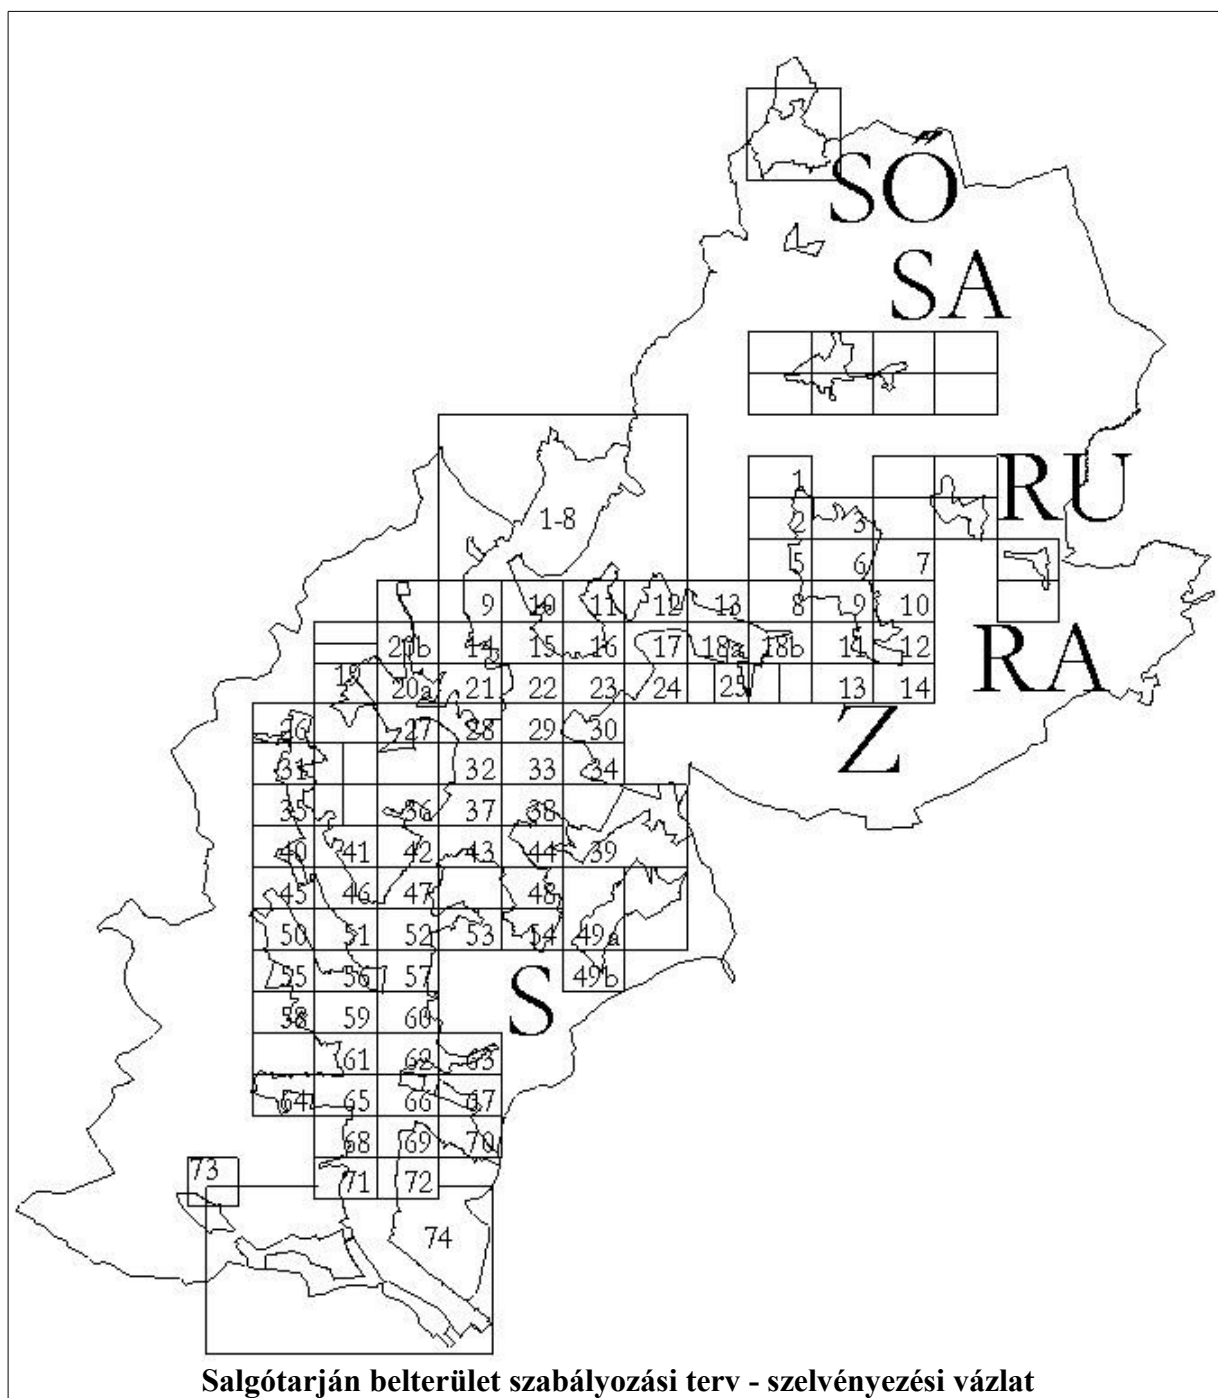 SÓ
SA
RU
1
1-8
2 3
5 6 7
9 10 11 12 13 8 9 10
20b 14 15 16 17 18a 18b 11 12
19 20a 21 22 23 24 25 13 14
RA
Z
26 27 28 29 30
31 32 33 34
35 36 37 38
40 41 42 43 44 39
45 46 47 48
50 51 52 53 54 49a
55 56 57 49b
S
58 59 60
61 62 63
64 65 66 67
68 69 70
73 71 72
74
Salgótarján belterület szabályozási terv - szelvényezési vázlat